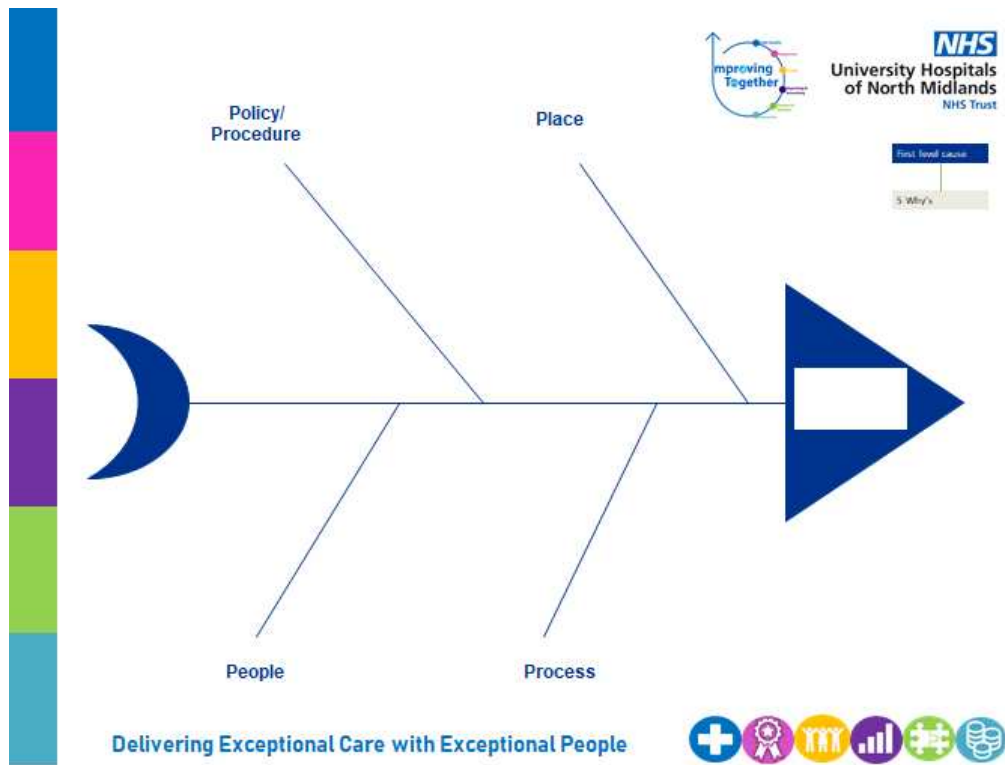 NHS
University Hospitals
of North Midlands
NHS Trust
mproving
Together
Policy/
Procedure
Place
First level cause
5 Why's
People
Process
Delivering Exceptional Care with Exceptional People